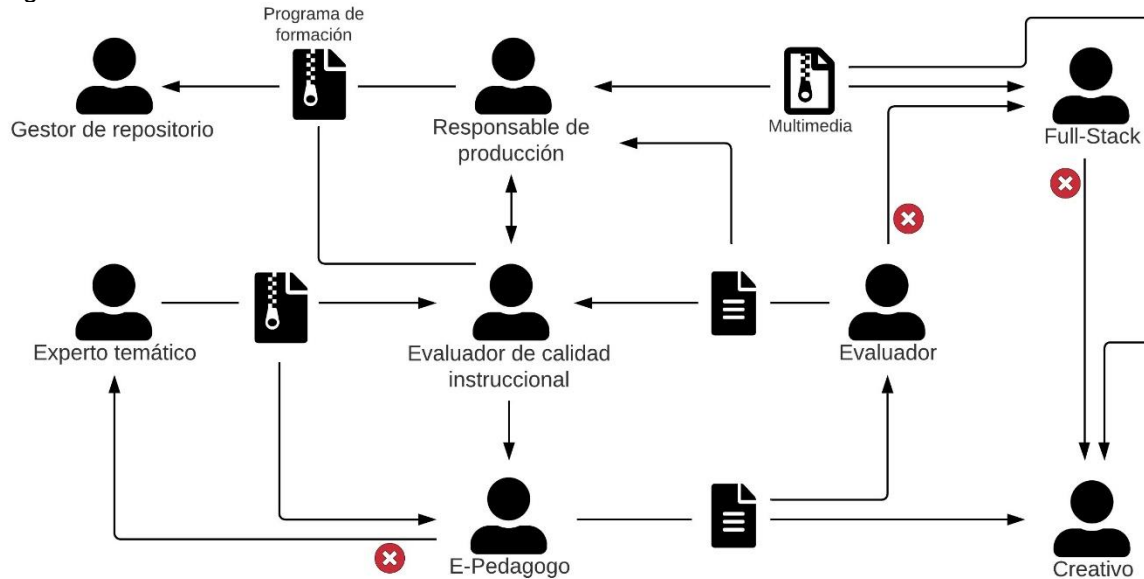 Programa de
formación
Gestor de repositorio
Responsable de
producción
Multimedia
Full-Stack
Experto temático
Evaluador de calidad
instruccional
Evaluador
E-Pedagogo
Creativo